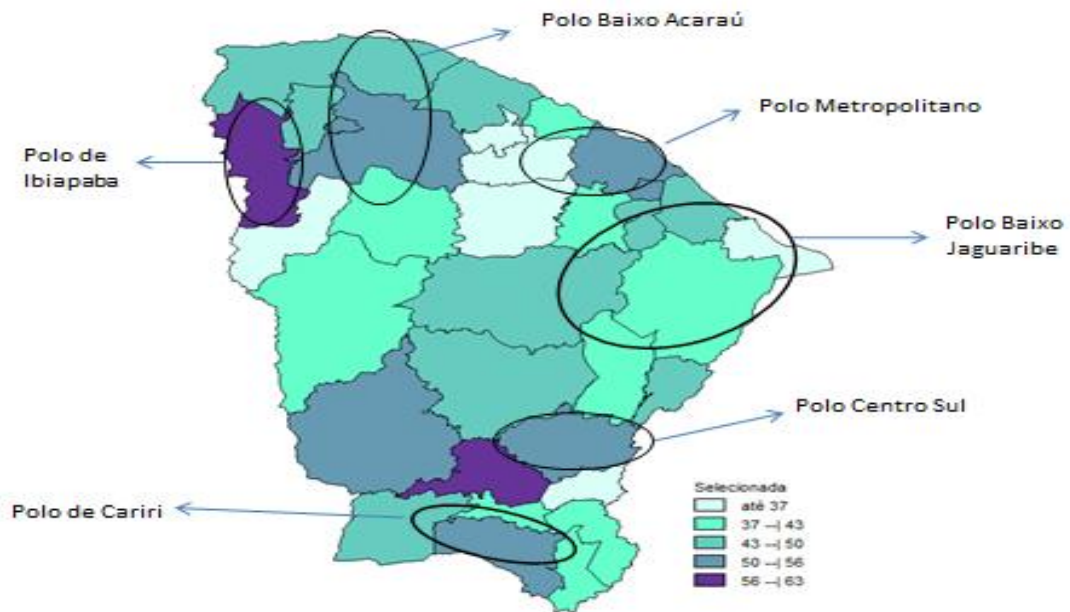 Polo Baixo Acaraú
Polo Metropolitano
Polo de
Ibiapaba
Polo Baixo
Jaguaribe
Polo Centro Sul
Polo de Cariri
Selecionada
até 37
37 --| 43
43 --| 50
50 --| 56
56 --| 63